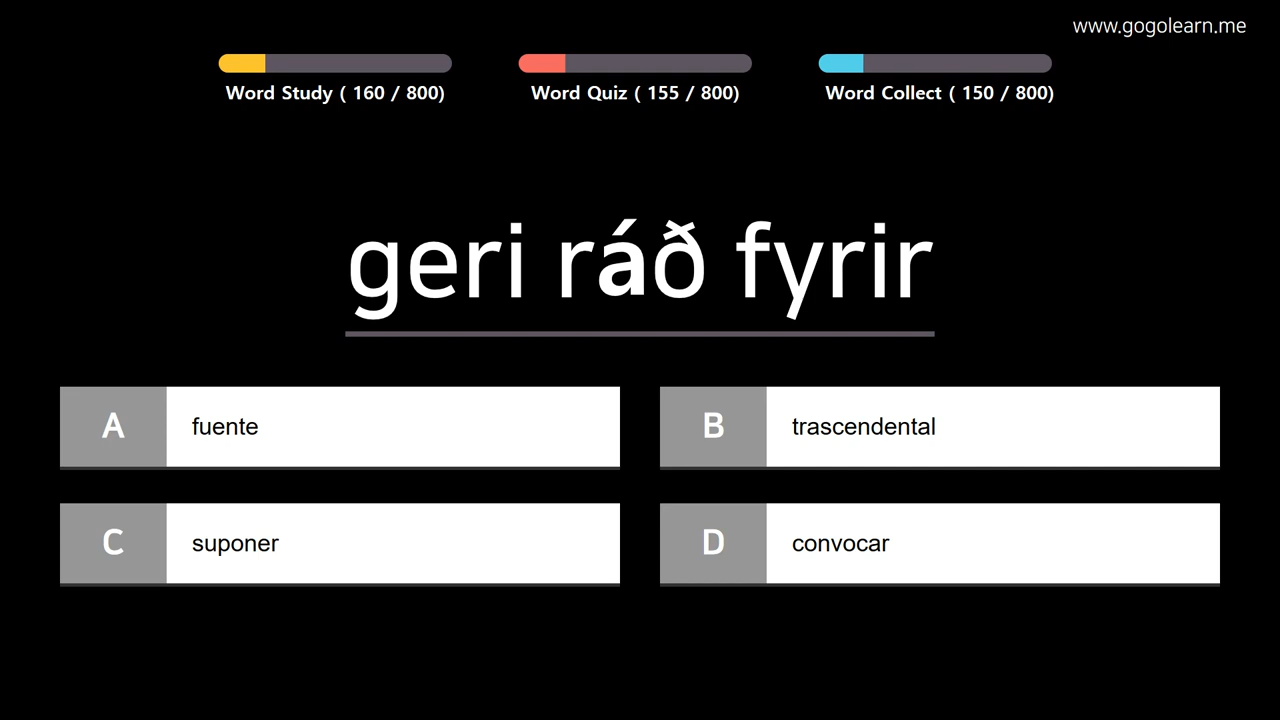 www.gogolearn.me
Word Study ( 160 / 800)
Word Quiz ( 155 / 800)
Word Collect ( 150 / 800)
geri ráð fyrir
A fuente
B trascendental
C suponer
D convocar